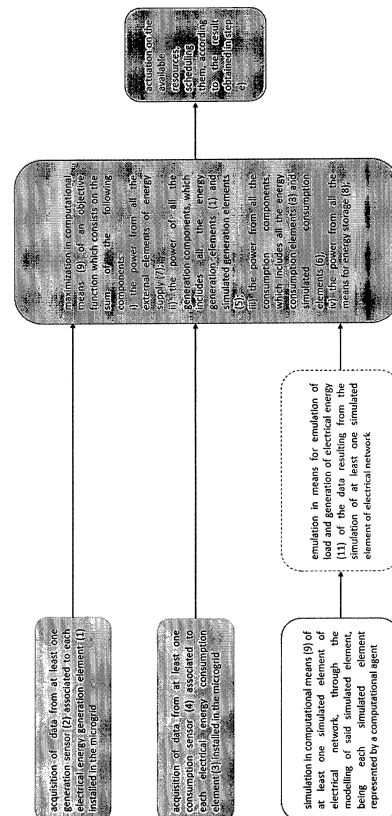 acquisition of data from at least one
generation sensor (2) associated to each
electrical energy generation element (1)
installed in the microgrid
acquisition of data from at least one
consumption sensor (4) associated to
each electrical energy consumption
element (3) installed in the microgrid
simulation in computational means (9) of
at least one simulated element of
electrical network, through the
modelling of said simulated element,
being each simulated element
represented by a computational agent
emulation in means for emulation of
load and generation of electrical energy
(11) of the data resulting from the
simulation of at least one simulated
element of electrical network
maximization in computational
means (9) of an objective
function which consists on the
sum of the following
components:
i) the power from all the
external elements of energy
supply (7);
ii) the power of all the
generation components, which
includes all the energy
generation elements (1) and
simulated generation elements
(5);
iii) the power from all the
consumption components,
which includes all the energy
consumption elements (3) and
simulated consumption
elements (6);
iv) the power from all the
means for energy storage (8);
actuation on the
available
resources,
scheduling
them, according
to the result
obtained in step
e)